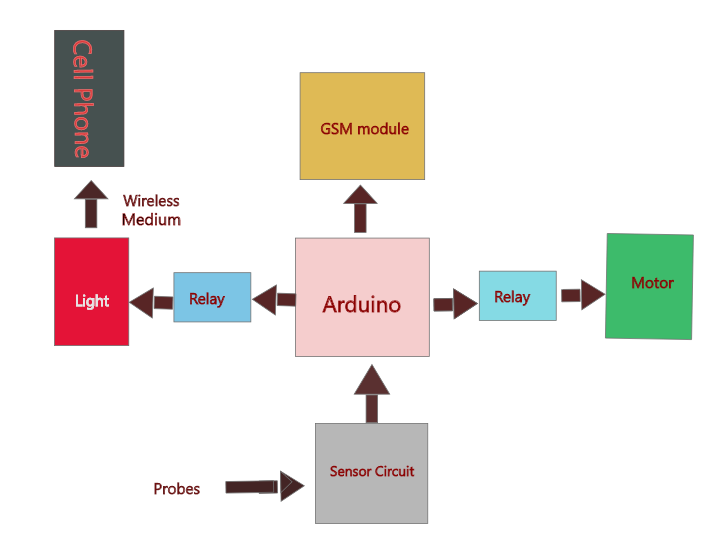 Cell Phone
GSM module
Wireless
Medium
Light
Relay
Arduino
Relay
Motor
Sensor Circuit
Probes